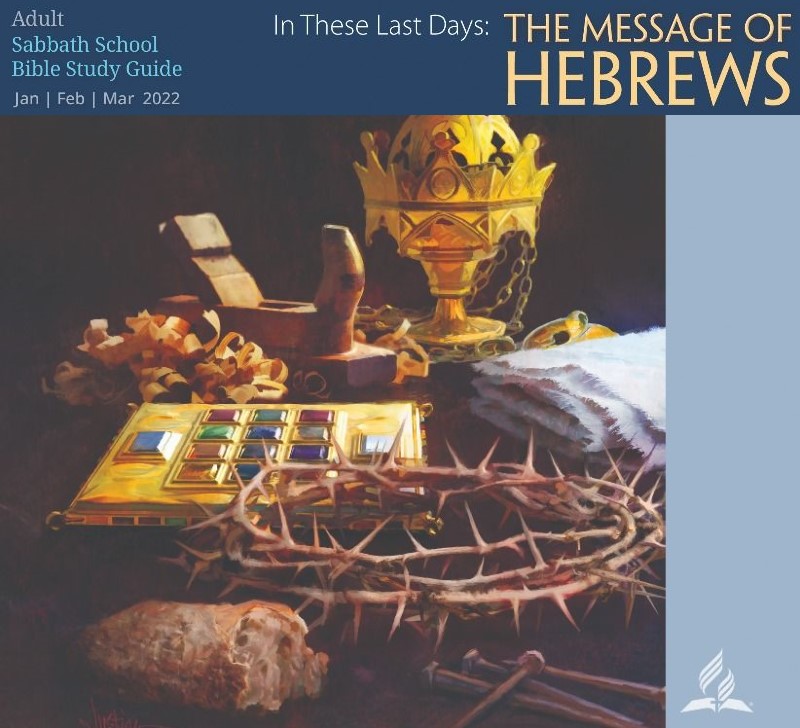 Adult
Sabbath School
Bible Study Guide
Jan | Feb | Mar 2022
In These Last Days: THE MESSAGE OF
HEBREWS